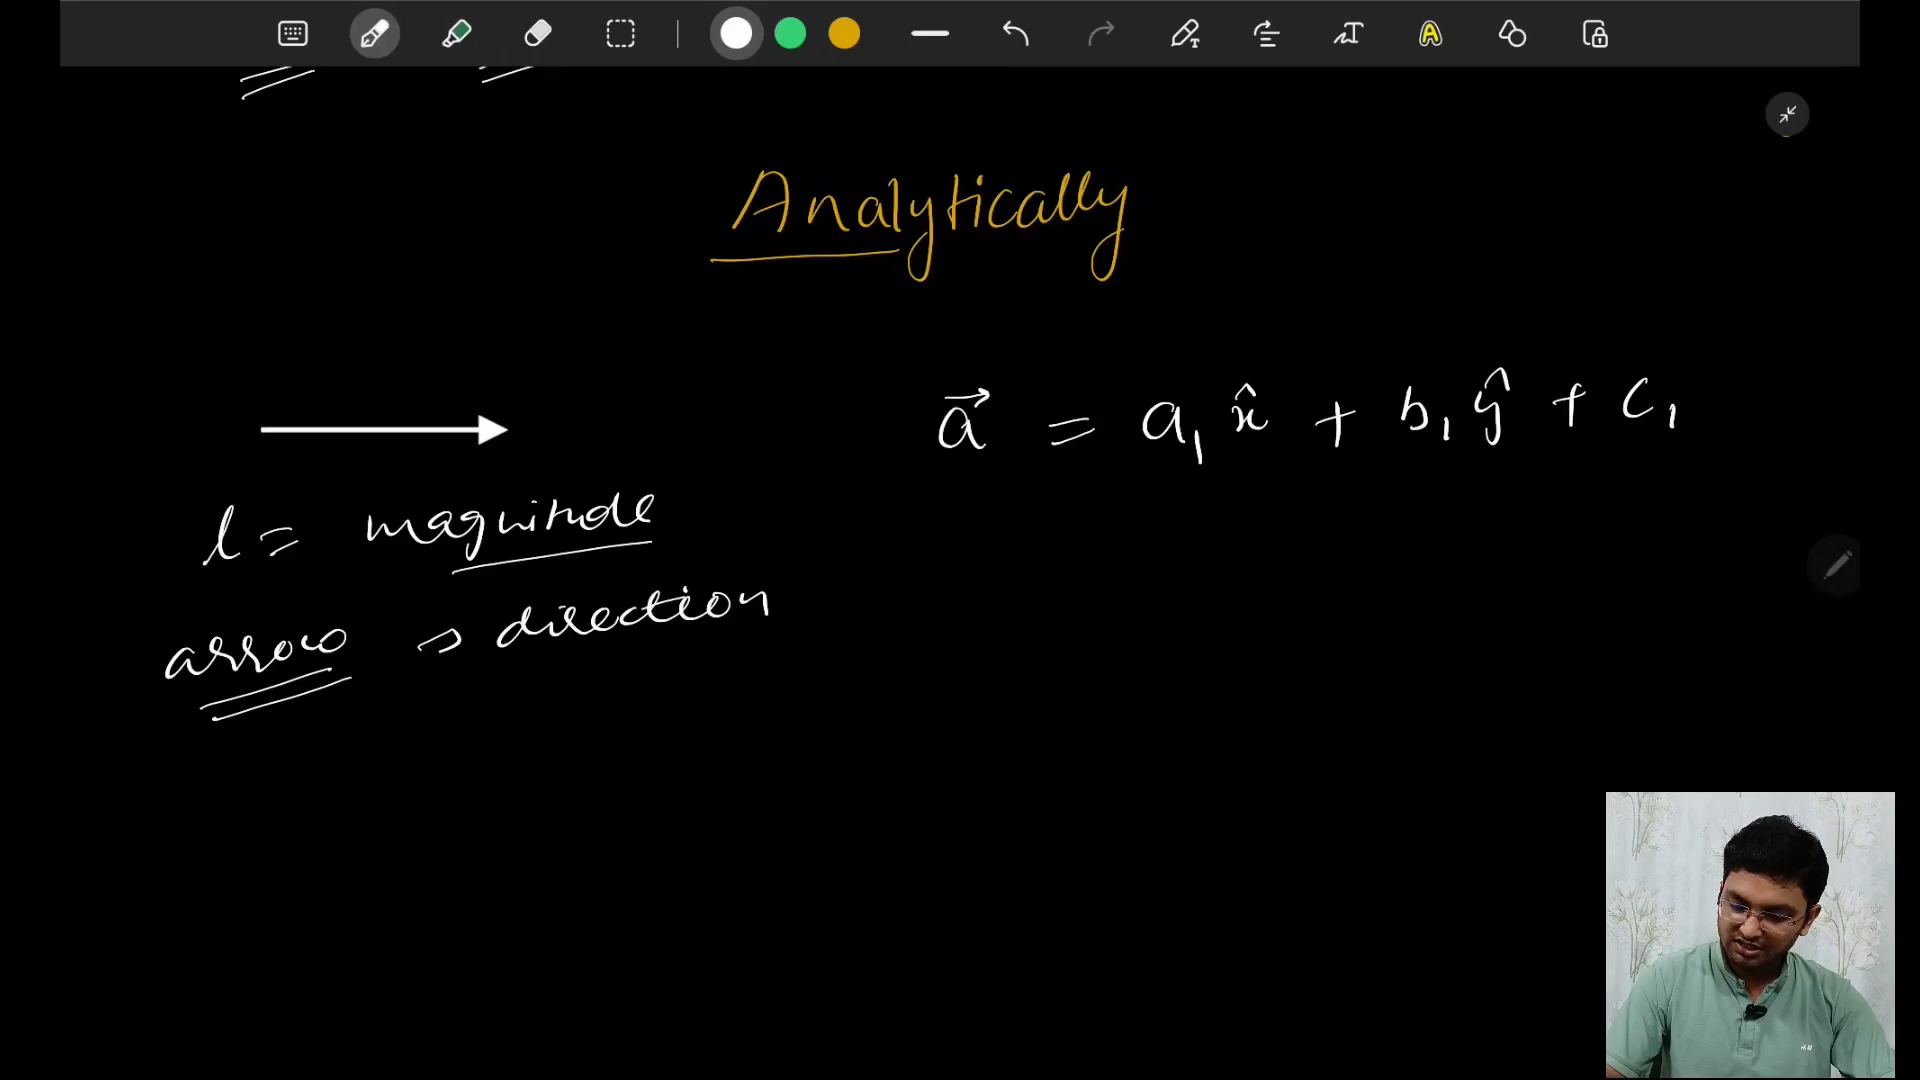 Analytically
a⃗ = a₁ x̂ + b₁ ŷ + c₁
l = magnitude
arrow → direction